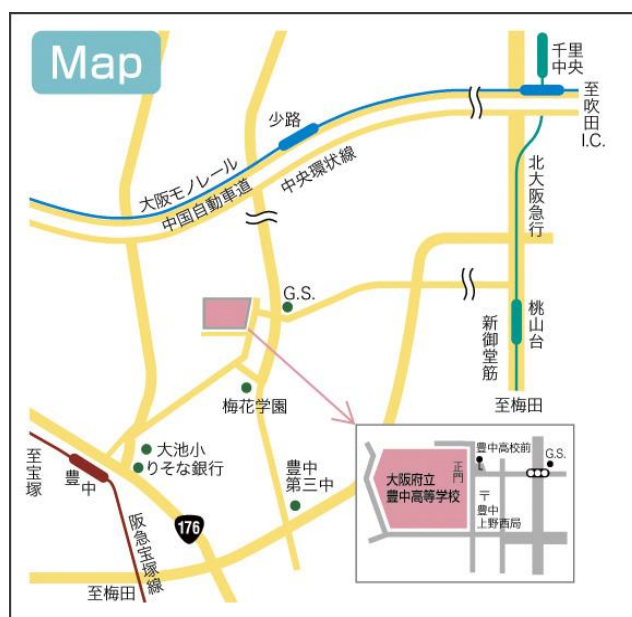 Map
千里
中央
至吹田
I.C.
少路
大阪モノレール
中国自動車道
中央環状線
北大阪急行
G.S.
桃山台
新御堂筋
至梅田
梅花学園
大池小
りそな銀行
豊中
至宝塚
豊中
第三中
176
阪急宝塚線
至梅田
豊中高校前
G.S.
正門
大阪府立
豊中高等学校
〒
豊中
上野西局